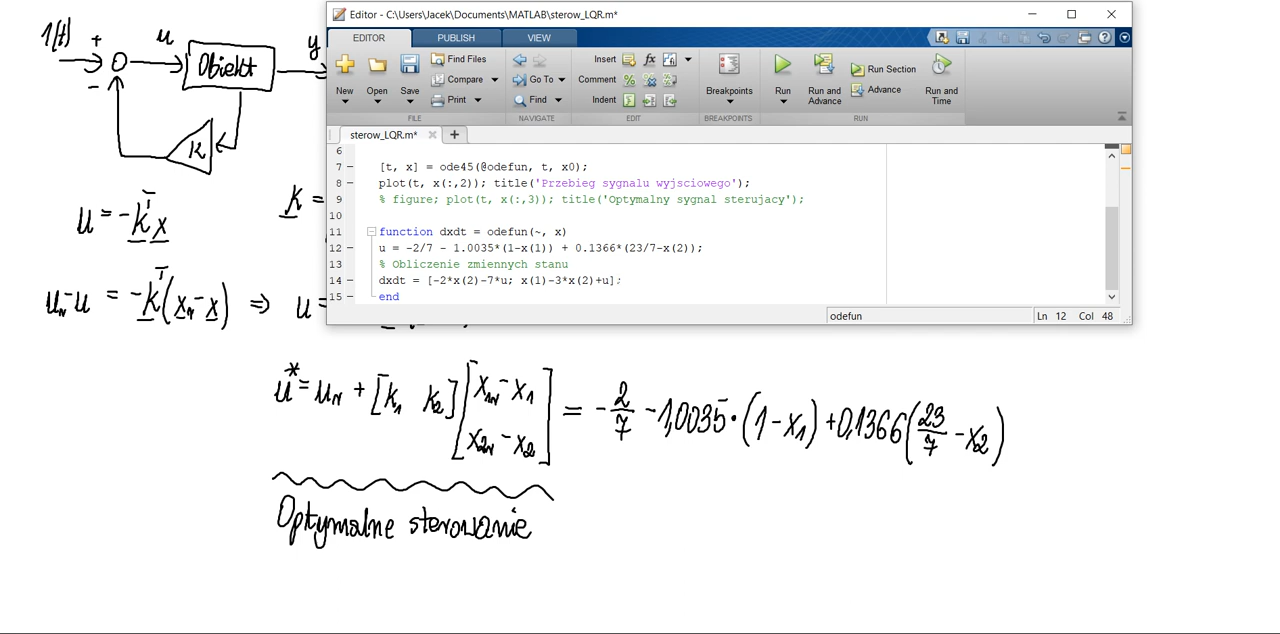 1(t) + u Obiekt y
-
K
u = -k^T x
k =
u_N - u = -k^T (x_N - x) ⇒ u =
Editor - C:\Users\Jacek\Documents\MATLAB\sterow_LQR.m*
EDITOR PUBLISH VIEW
New Open Save Find Files Compare Print Go To Find Insert Comment Indent Breakpoints Run Run and Advance Run Section Advance Run and Time
FILE NAVIGATE EDIT BREAKPOINTS RUN
sterow_LQR.m*
6
7 [t, x] = ode45(@odefun, t, x0);
8 plot(t, x(:,2)); title('Przebieg sygnalu wyjsciowego');
9 % figure; plot(t, x(:,3)); title('Optymalny sygnal sterujacy');
10
11 function dxdt = odefun(~, x)
12 u = -2/7 - 1.0035*(1-x(1)) + 0.1366*(23/7-x(2));
13 % Obliczenie zmiennych stanu
14 dxdt = [-2*x(2)-7*u; x(1)-3*x(2)+u];
15 end
odefun Ln 12 Col 48
u* = u_N + [k1 k2] [x1N - x1; x2N - x2] = -2/7 - 1,0035·(1-x1) + 0,1366(23/7 - x2)
Optymalne sterowanie